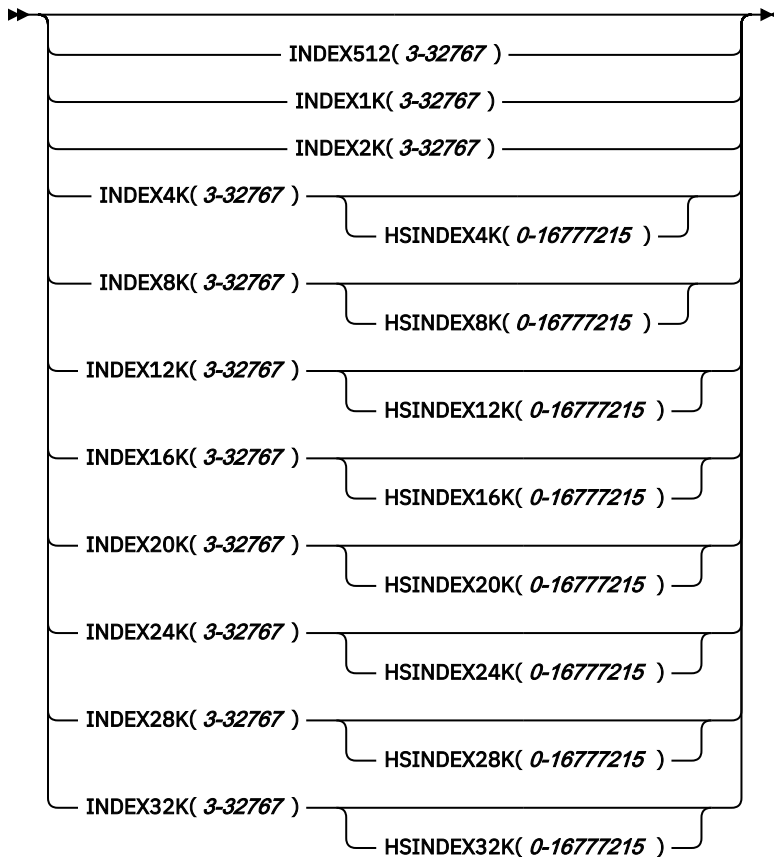 INDEX512( 3-32767 )
INDEX1K( 3-32767 )
INDEX2K( 3-32767 )
INDEX4K( 3-32767 )
HSINDEX4K( 0-16777215 )
INDEX8K( 3-32767 )
HSINDEX8K( 0-16777215 )
INDEX12K( 3-32767 )
HSINDEX12K( 0-16777215 )
INDEX16K( 3-32767 )
HSINDEX16K( 0-16777215 )
INDEX20K( 3-32767 )
HSINDEX20K( 0-16777215 )
INDEX24K( 3-32767 )
HSINDEX24K( 0-16777215 )
INDEX28K( 3-32767 )
HSINDEX28K( 0-16777215 )
INDEX32K( 3-32767 )
HSINDEX32K( 0-16777215 )